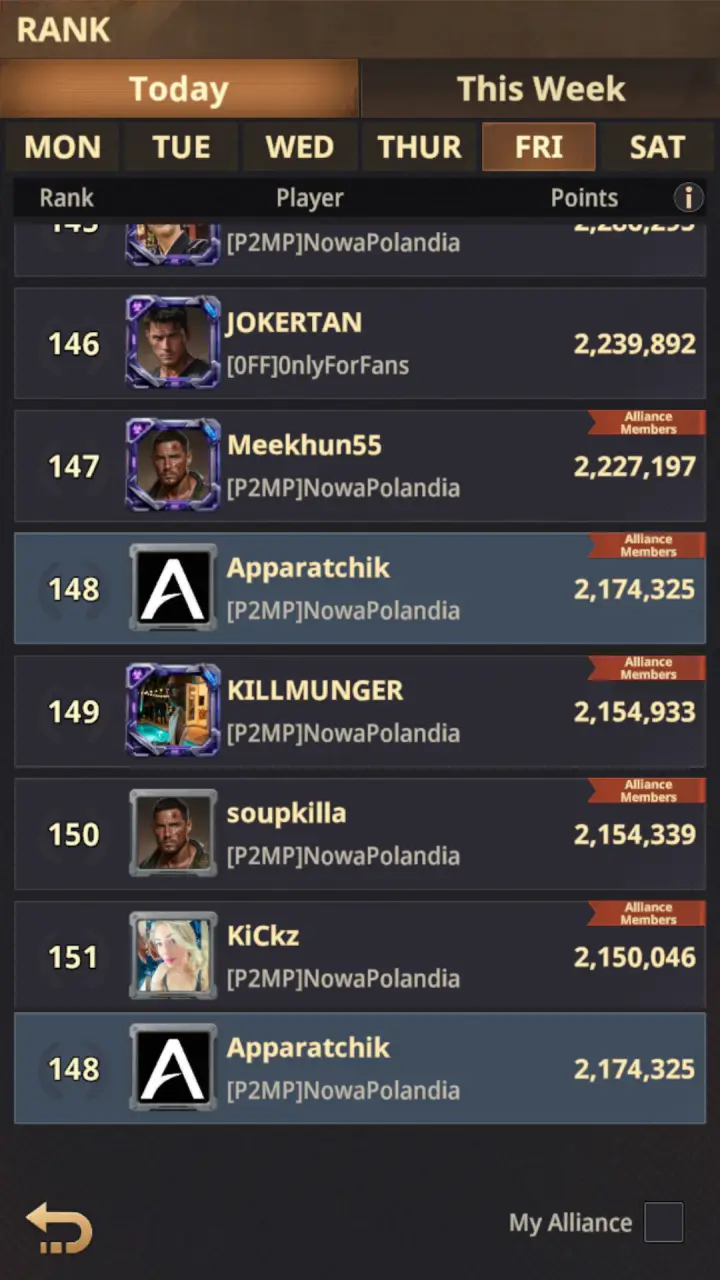 RANK
Today
This Week
MON TUE WED THUR FRI SAT
Rank Player Points i
[P2MP]NowaPolandia
146 JOKERTAN 2,239,892
[0FF]0nlyForFans
Alliance Members
147 Meekhun55 2,227,197
[P2MP]NowaPolandia
Alliance Members
148 Apparatchik 2,174,325
[P2MP]NowaPolandia
Alliance Members
149 KILLMUNGER 2,154,933
[P2MP]NowaPolandia
Alliance Members
150 soupkilla 2,154,339
[P2MP]NowaPolandia
Alliance Members
151 KiCkz 2,150,046
[P2MP]NowaPolandia
148 Apparatchik 2,174,325
[P2MP]NowaPolandia
My Alliance